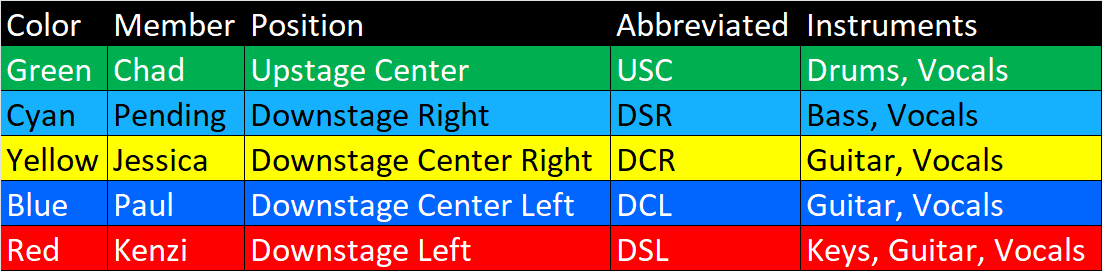 Color Member Position Abbreviated Instruments
Green Chad Upstage Center USC Drums, Vocals
Cyan Pending Downstage Right DSR Bass, Vocals
Yellow Jessica Downstage Center Right DCR Guitar, Vocals
Blue Paul Downstage Center Left DCL Guitar, Vocals
Red Kenzi Downstage Left DSL Keys, Guitar, Vocals